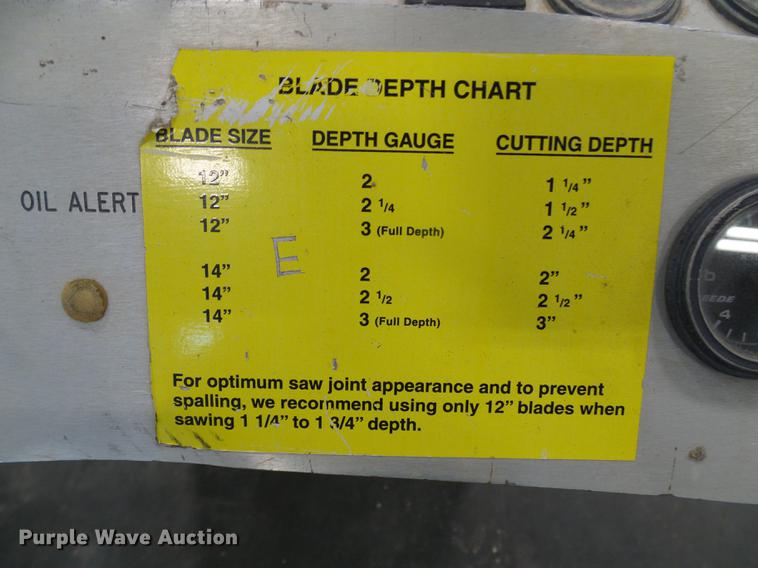 BLADE DEPTH CHART
BLADE SIZE DEPTH GAUGE CUTTING DEPTH
12” 2 1 1/4”
12” 2 1/4 1 1/2”
12” 3 (Full Depth) 2 1/4”
OIL ALERT
E
14” 2 2”
14” 2 1/2 2 1/2”
14” 3 (Full Depth) 3”
4
For optimum saw joint appearance and to prevent
spalling, we recommend using only 12” blades when
sawing 1 1/4” to 1 3/4” depth.
Purple Wave Auction